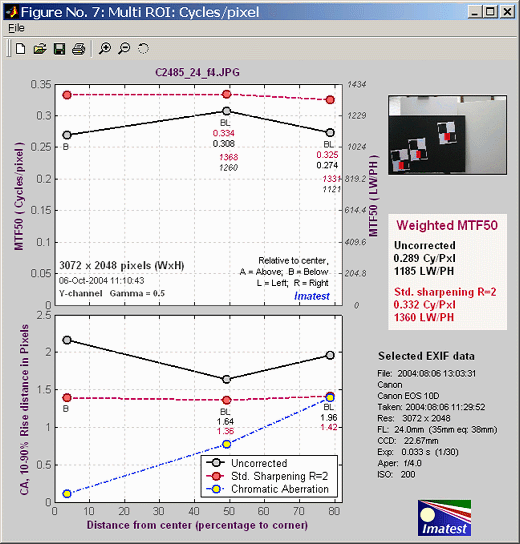 Figure No. 7: Multi ROI: Cycles/pixel
File
C2485_24_f4.JPG
MTF50 ( Cycles/pixel )
0.35
0.3
0.25
0.2
0.15
0.1
0.05
0
1434
1229
1024
819.2
614.4
409.6
204.8
0
MTF50 ( LW/PH )
B
BL
0.334
0.308
1368
1260
BL
0.325
0.274
1331
1121
3072 x 2048 pixels (WxH)
06-Oct-2004 11:10:43
Y-channel Gamma = 0.5
Relative to center,
A = Above; B = Below
L = Left; R = Right
Imatest
0 10 20 30 40 50 60 70 80
Weighted MTF50
Uncorrected
0.289 Cy/Pxl
1185 LW/PH
Std. sharpening R=2
0.332 Cy/Pxl
1360 LW/PH
CA, 10-90% Rise distance in Pixels
2.5
2
1.5
1
0.5
0
B
BL
1.64
1.36
BL
1.96
1.42
Uncorrected
Std. Sharpening R=2
Chromatic Aberration
0 10 20 30 40 50 60 70 80
Distance from center (percentage to corner)
Selected EXIF data
File: 2004:08:06 13:03:31
Canon
Canon EOS 10D
Taken: 2004:08:06 11:29:52
Res: 3072 x 2048
FL: 24.0mm (35mm eq: 38mm)
CCD: 22.67mm
Exp: 0.033 s (1/30)
Aper: f/4.0
ISO: 200
Imatest